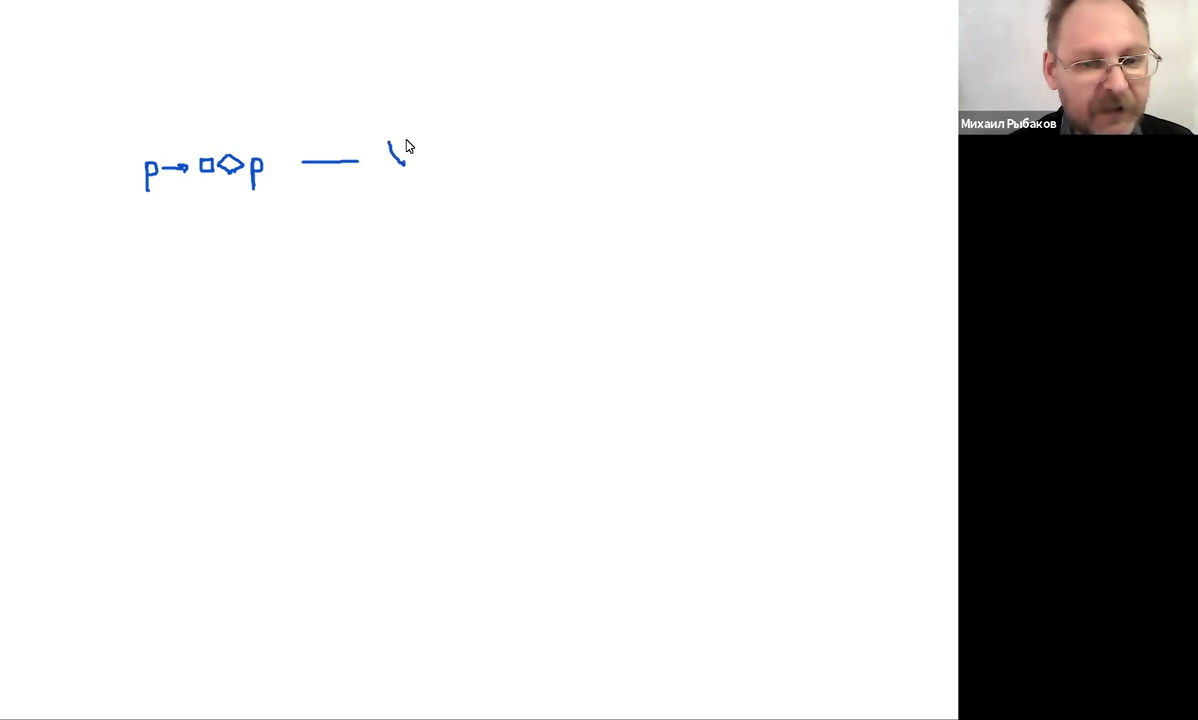 p → □◇p —
Михаил Рыбаков